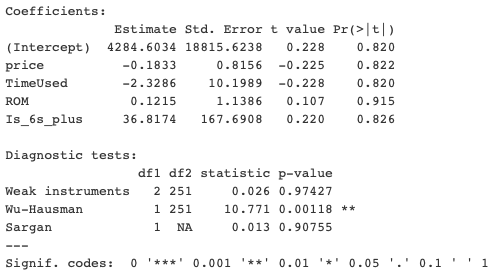 Coefficients:
Estimate Std. Error t value Pr(>|t|)
(Intercept) 4284.6034 18815.6238 0.228 0.820
price -0.1833 0.8156 -0.225 0.822
TimeUsed -2.3286 10.1989 -0.228 0.820
ROM 0.1215 1.1386 0.107 0.915
Is_6s_plus 36.8174 167.6908 0.220 0.826
Diagnostic tests:
df1 df2 statistic p-value
Weak instruments 2 251 0.026 0.97427
Wu-Hausman 1 251 10.771 0.00118 **
Sargan 1 NA 0.013 0.90755
---
Signif. codes: 0 '***' 0.001 '**' 0.01 '*' 0.05 '.' 0.1 ' ' 1